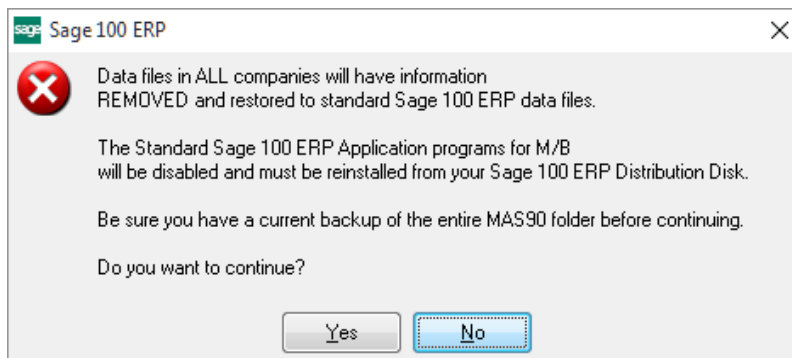 sage Sage 100 ERP
Data files in ALL companies will have information
REMOVED and restored to standard Sage 100 ERP data files.
The Standard Sage 100 ERP Application programs for M/B
will be disabled and must be reinstalled from your Sage 100 ERP Distribution Disk.
Be sure you have a current backup of the entire MAS90 folder before continuing.
Do you want to continue?
Yes No